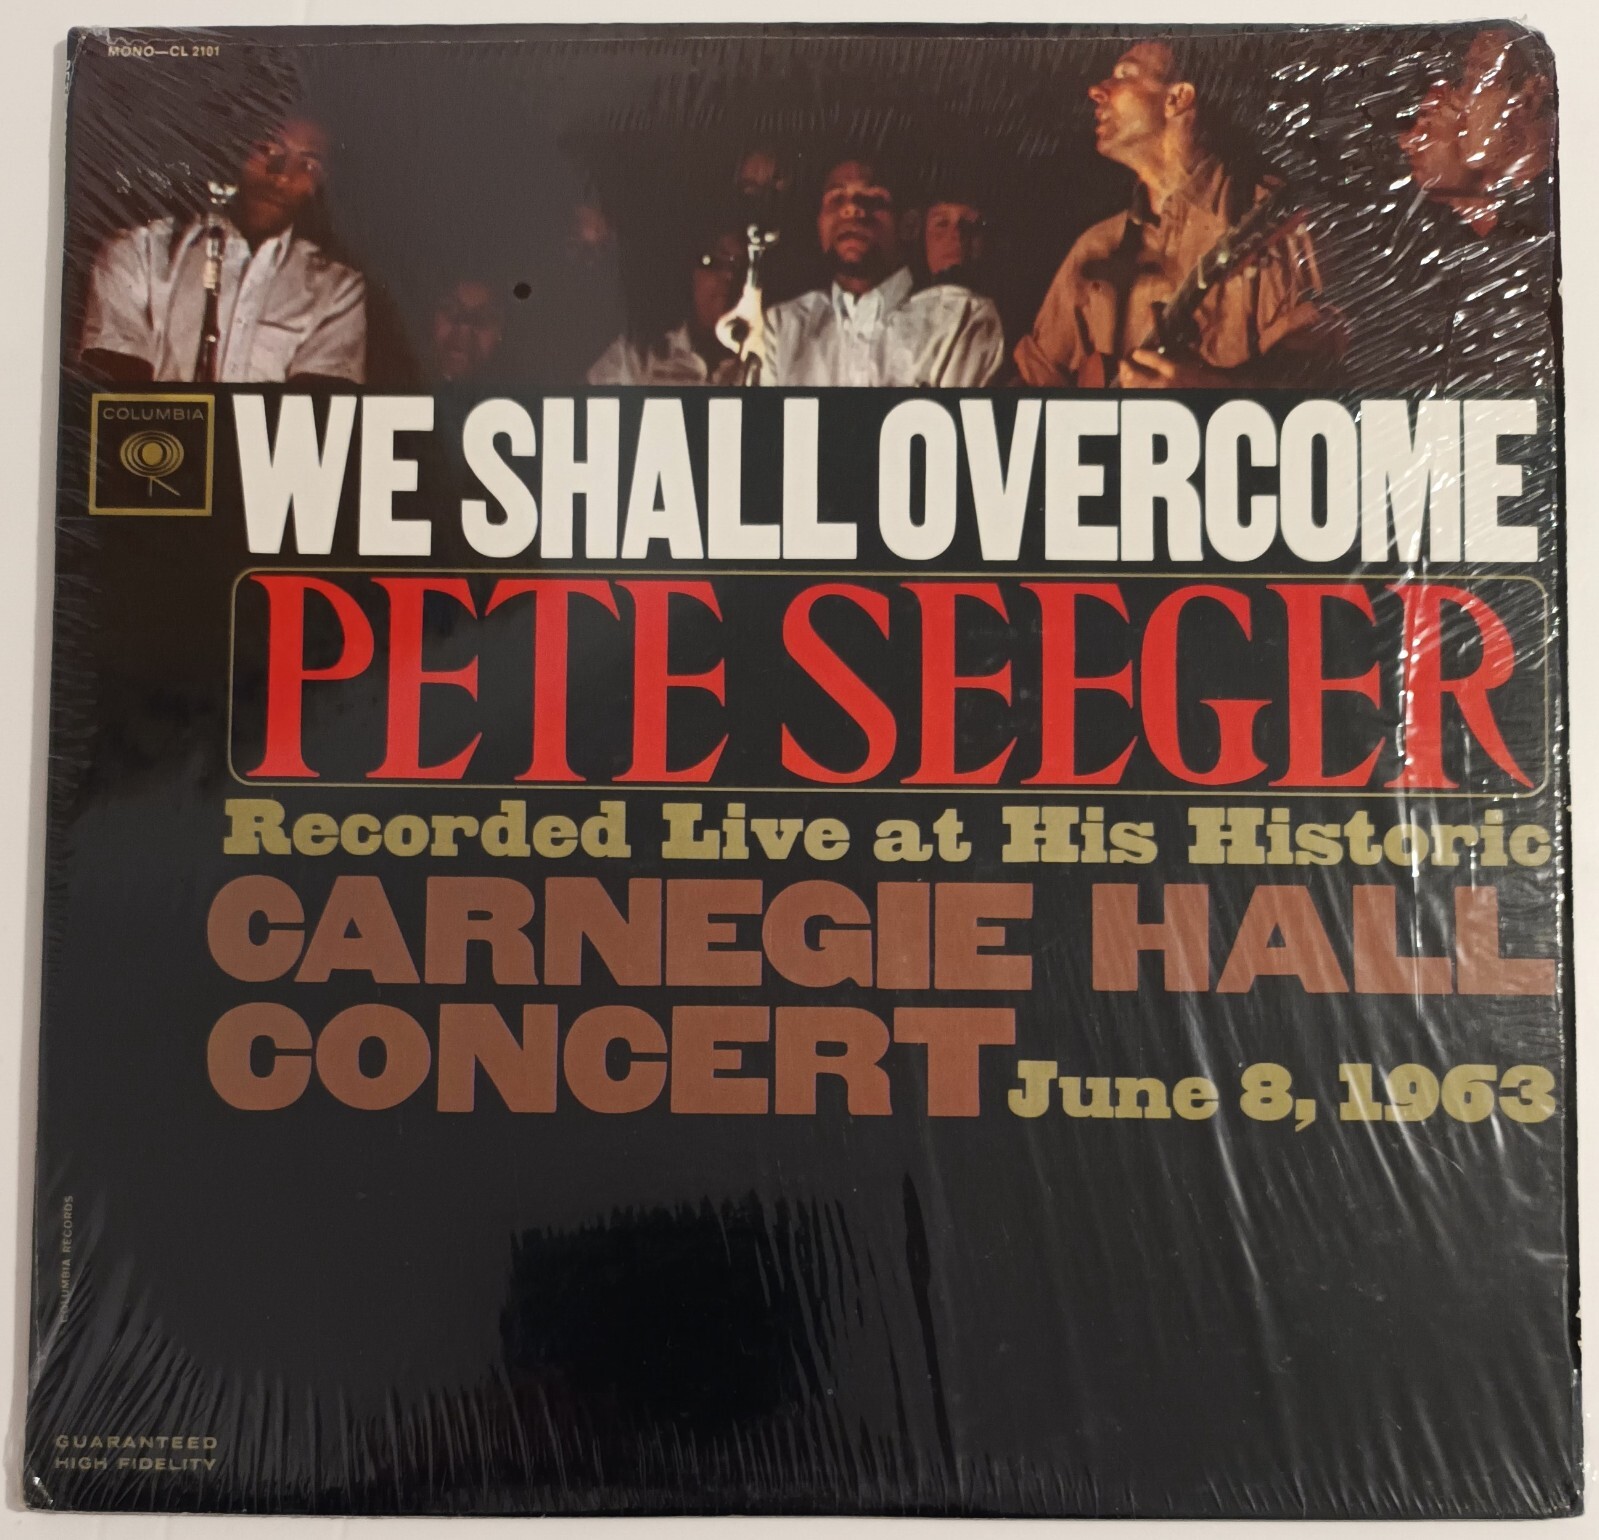 MONO—CL 2101
COLUMBIA
WE SHALL OVERCOME
PETE SEEGER
Recorded Live at His Historic
CARNEGIE HALL
CONCERT June 8, 1963
COLUMBIA RECORDS
GUARANTEED
HIGH FIDELITY